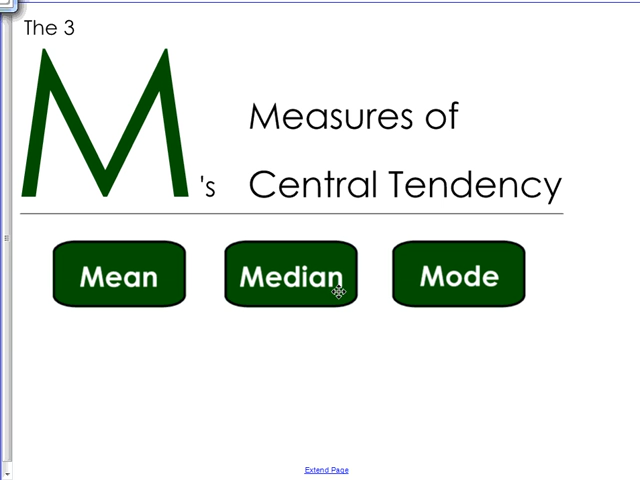 The 3
M's
Measures of
Central Tendency
Mean
Median
Mode
Extend Page